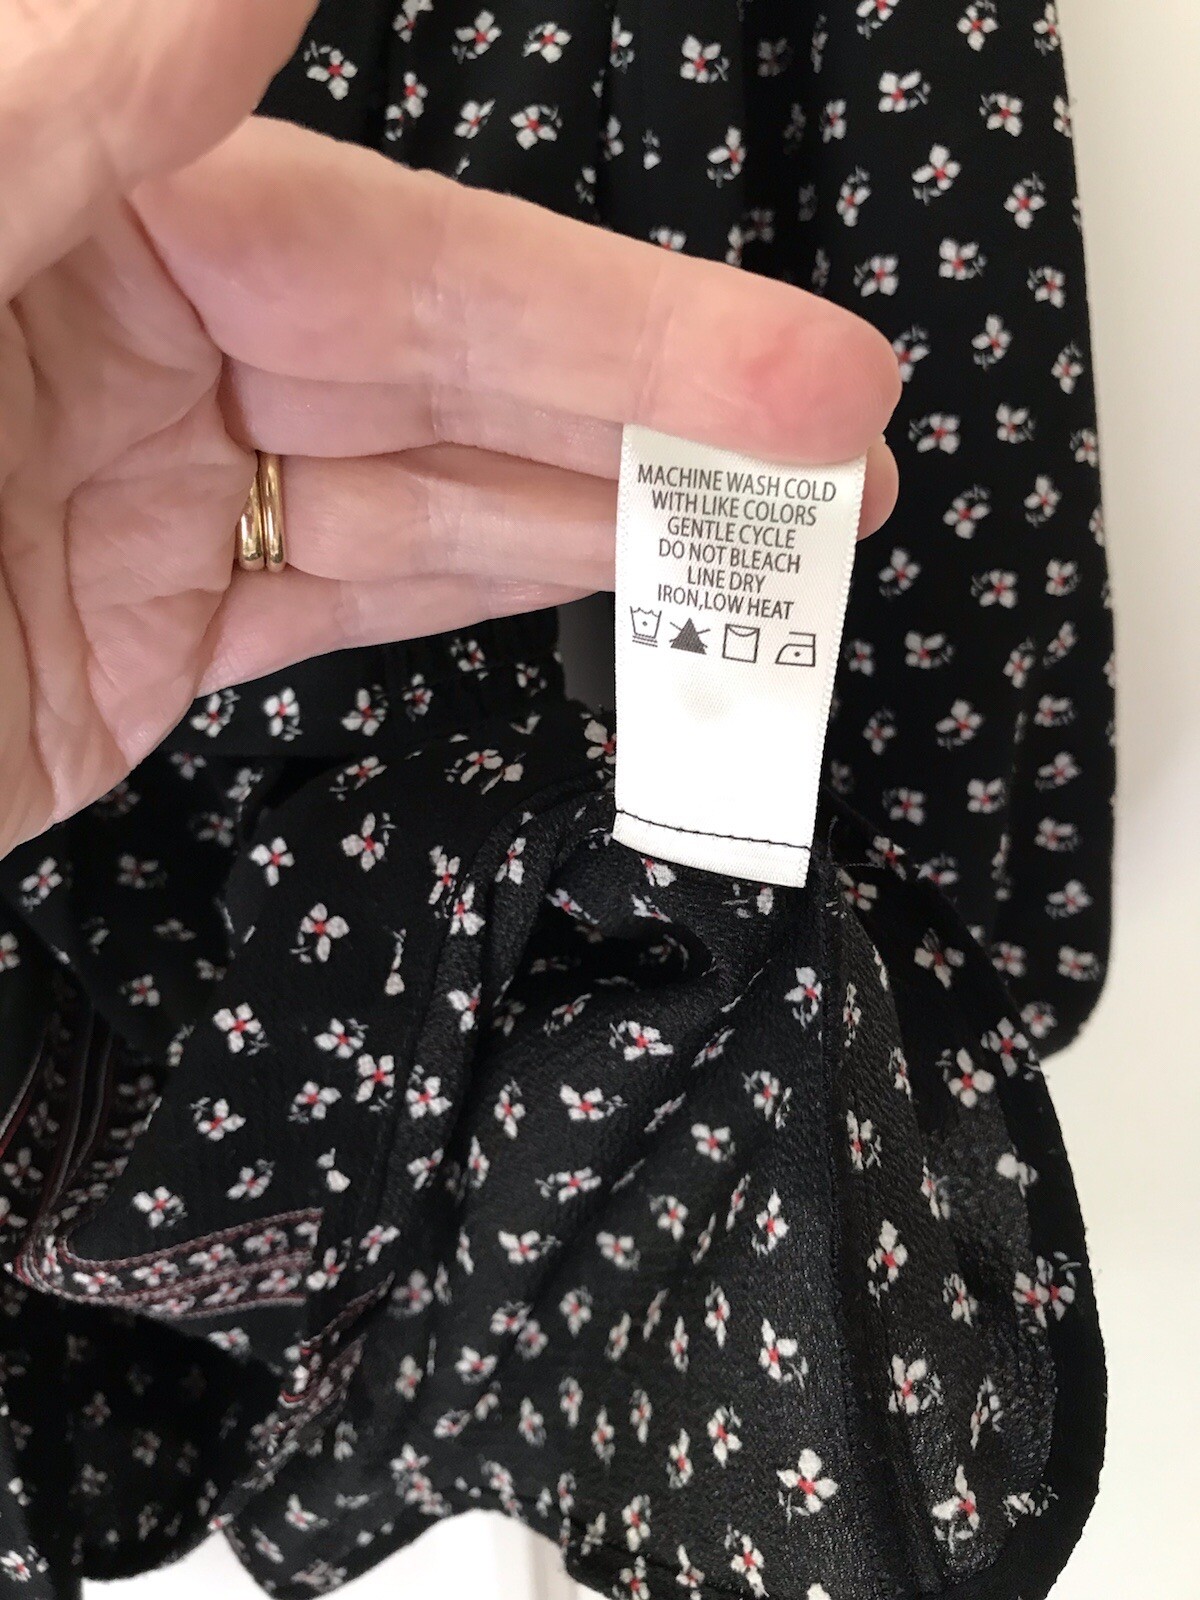 MACHINE WASH COLD
WITH LIKE COLORS
GENTLE CYCLE
DO NOT BLEACH
LINE DRY
IRON,LOW HEAT